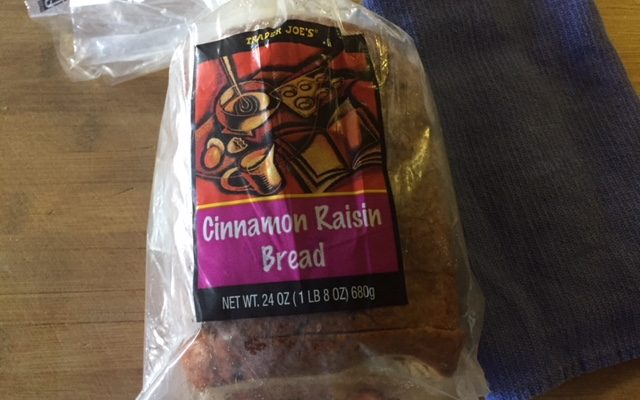 TRADER JOE'S®
Cinnamon Raisin
Bread
NET WT. 24 OZ (1 LB 8 OZ) 680g